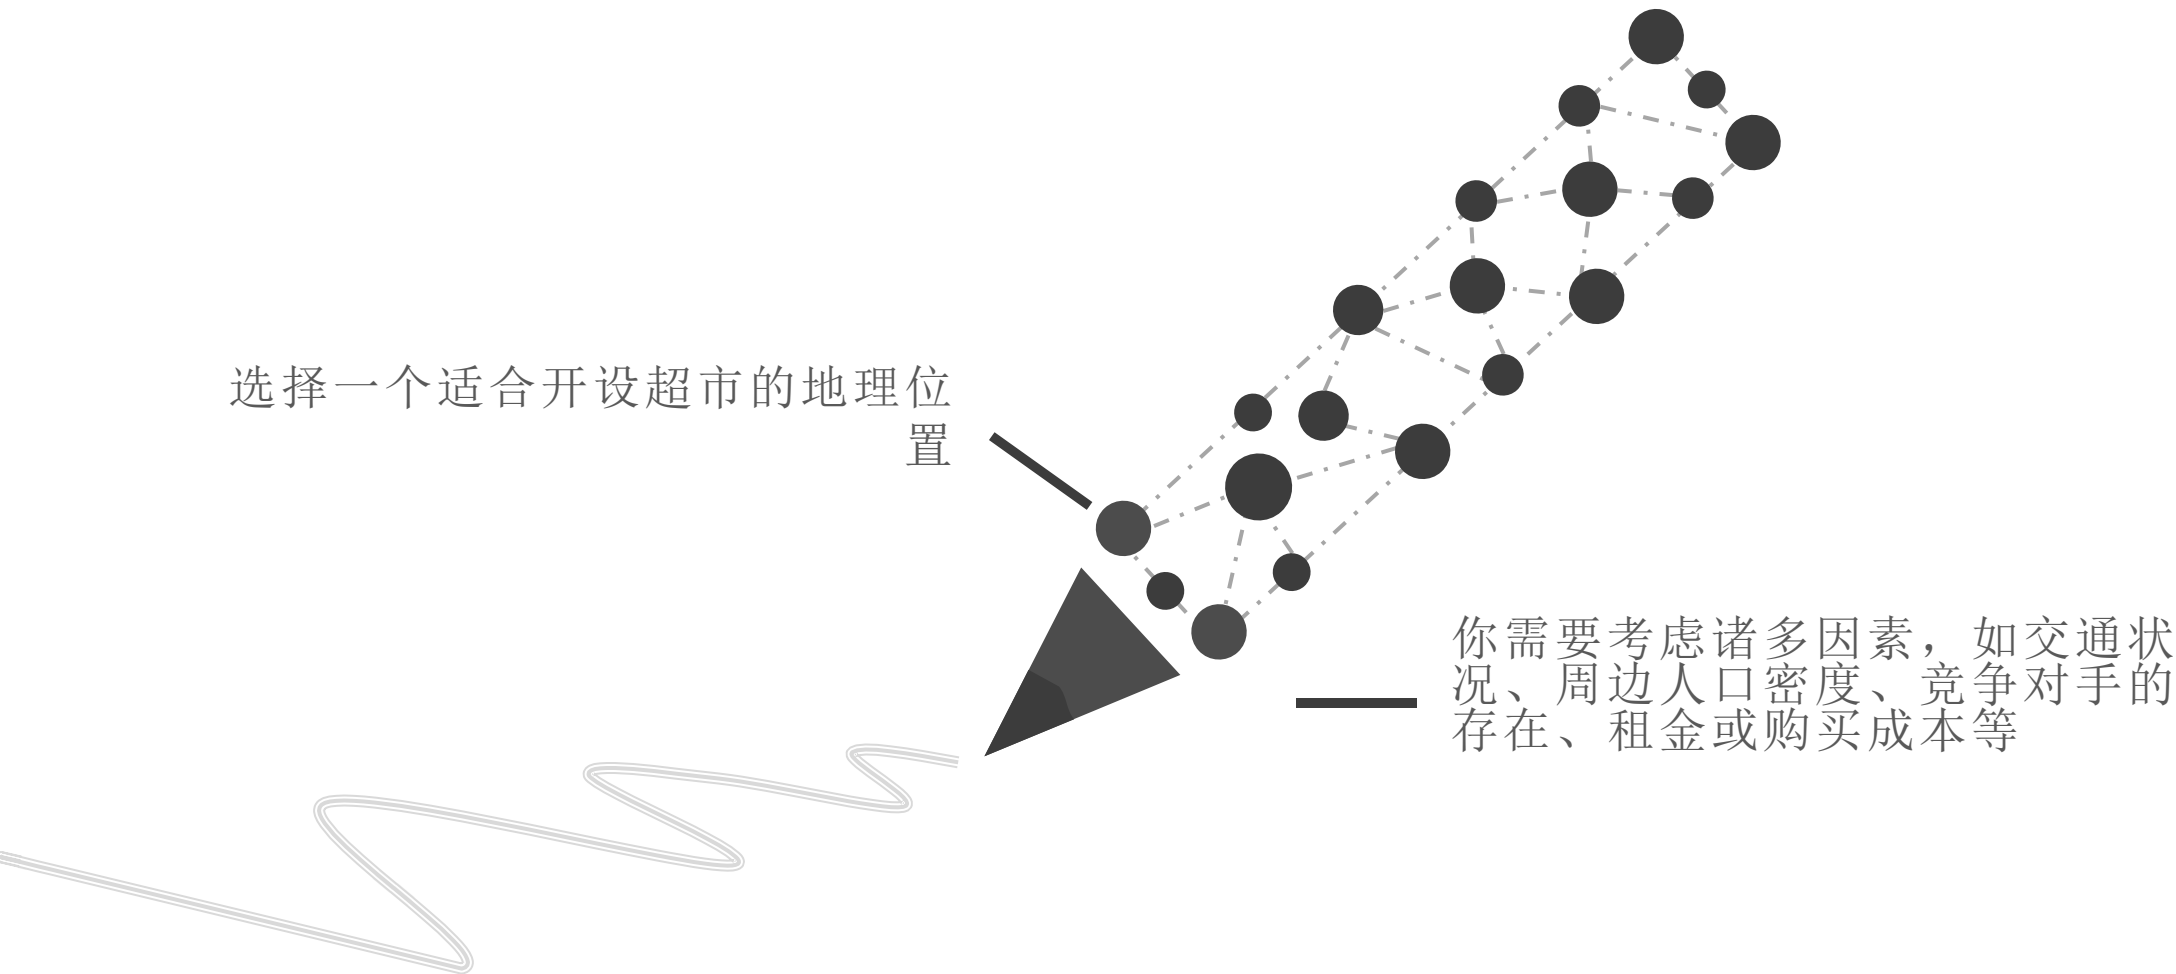 选择一个适合开设超市的地理位
置
你需要考虑诸多因素，如交通状
况、周边人口密度、竞争对手的
存在、租金或购买成本等